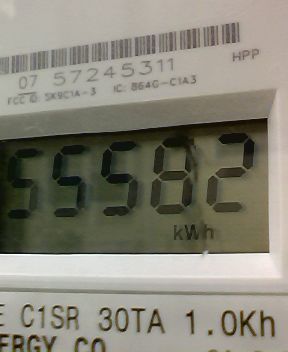 07 57245311
HPP
FCC ID: SK9C1A-3 IC: 864G-C1A3
55582
kWh
E C1SR 30TA 1.0Kh
ERGY CO